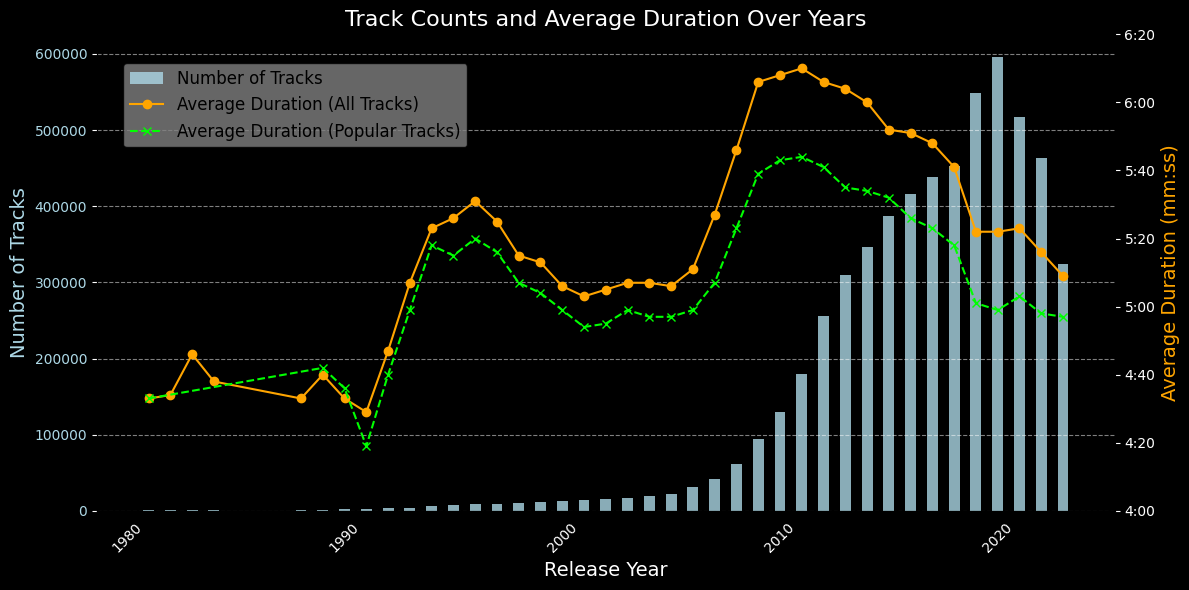 Track Counts and Average Duration Over Years
Number of Tracks
Average Duration (All Tracks)
Average Duration (Popular Tracks)
Number of Tracks
600000
500000
400000
300000
200000
100000
0
6:20
6:00
5:40
5:20
5:00
4:40
4:20
4:00
Average Duration (mm:ss)
1980
1990
2000
2010
2020
Release Year